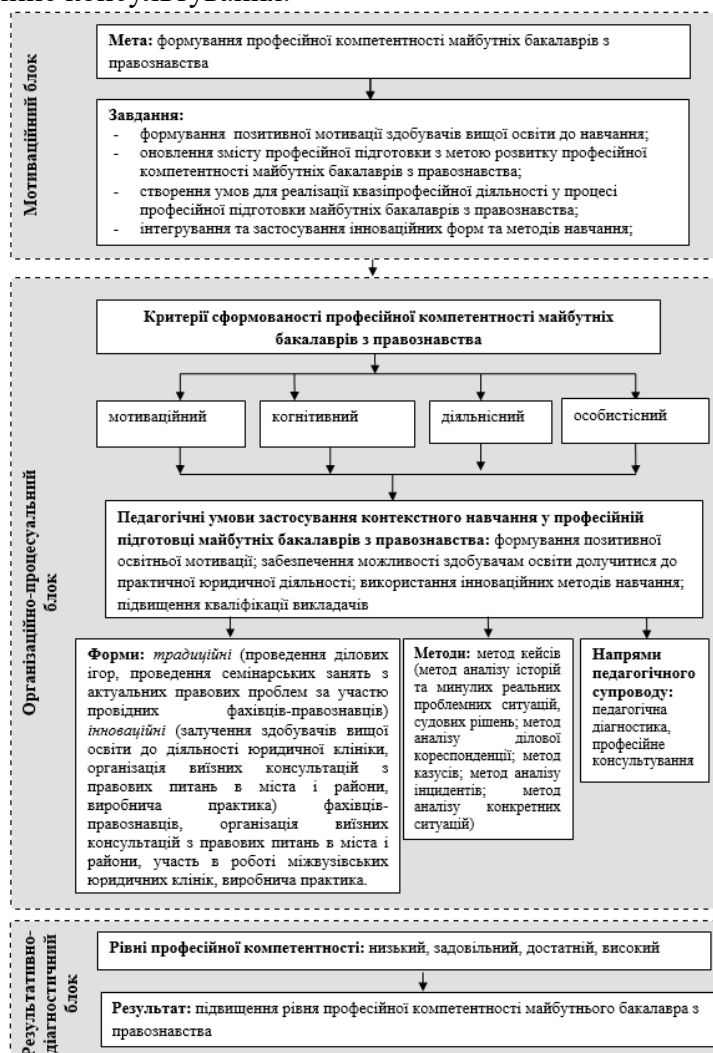 консультування.
Мотиваційний блок
Мета: формування професійної компетентності майбутніх бакалаврів з
правознавства
Завдання:
- формування позитивної мотивації здобувачів вищої освіти до навчання;
- оновлення змісту професійної підготовки з метою розвитку професійної
компетентності майбутніх бакалаврів з правознавства;
- створення умов для реалізації квазіпрофесійної діяльності у процесі
професійної підготовки майбутніх бакалаврів з правознавства;
- інтегрування та застосування інноваційних форм та методів навчання;
Організаційно-процесуальний
блок
Критерії сформованості професійної компетентності майбутніх
бакалаврів з правознавства
мотиваційний
когнітивний
діяльнісний
особистісний
Педагогічні умови застосування контекстного навчання у професійній
підготовці майбутніх бакалаврів з правознавства: формування позитивної
освітньої мотивації; забезпечення можливості здобувачам освіти долучитися до
практичної юридичної діяльності; використання інноваційних методів навчання;
підвищення кваліфікації викладачів
Форми: традиційні (проведення ділових
ігор, проведення семінарських занять з
актуальних правових проблем за участю
провідних фахівців-правознавців)
інноваційні (залучення здобувачів вищої
освіти до діяльності юридичної клініки,
організація виїзних консультацій з
правових питань в міста і райони,
виробнича практика) фахівців-
правознавців, організація виїзних
консультацій з правових питань в міста і
райони, участь в роботі міжвузівських
юридичних клінік, виробнича практика.
Методи: метод кейсів
(метод аналізу історій
та минулих реальних
проблемних ситуацій,
судових рішень; метод
аналізу ділової
кореспонденції; метод
казусів; метод аналізу
інцидентів; метод
аналізу конкретних
ситуацій)
Напрями
педагогічного
супроводу:
педагогічна
діагностика,
професійне
консультування
Результативно-
діагностичний
блок
Рівні професійної компетентності: низький, задовільний, достатній, високий
Результат: підвищення рівня професійної компетентності майбутнього бакалавра з
правознавства